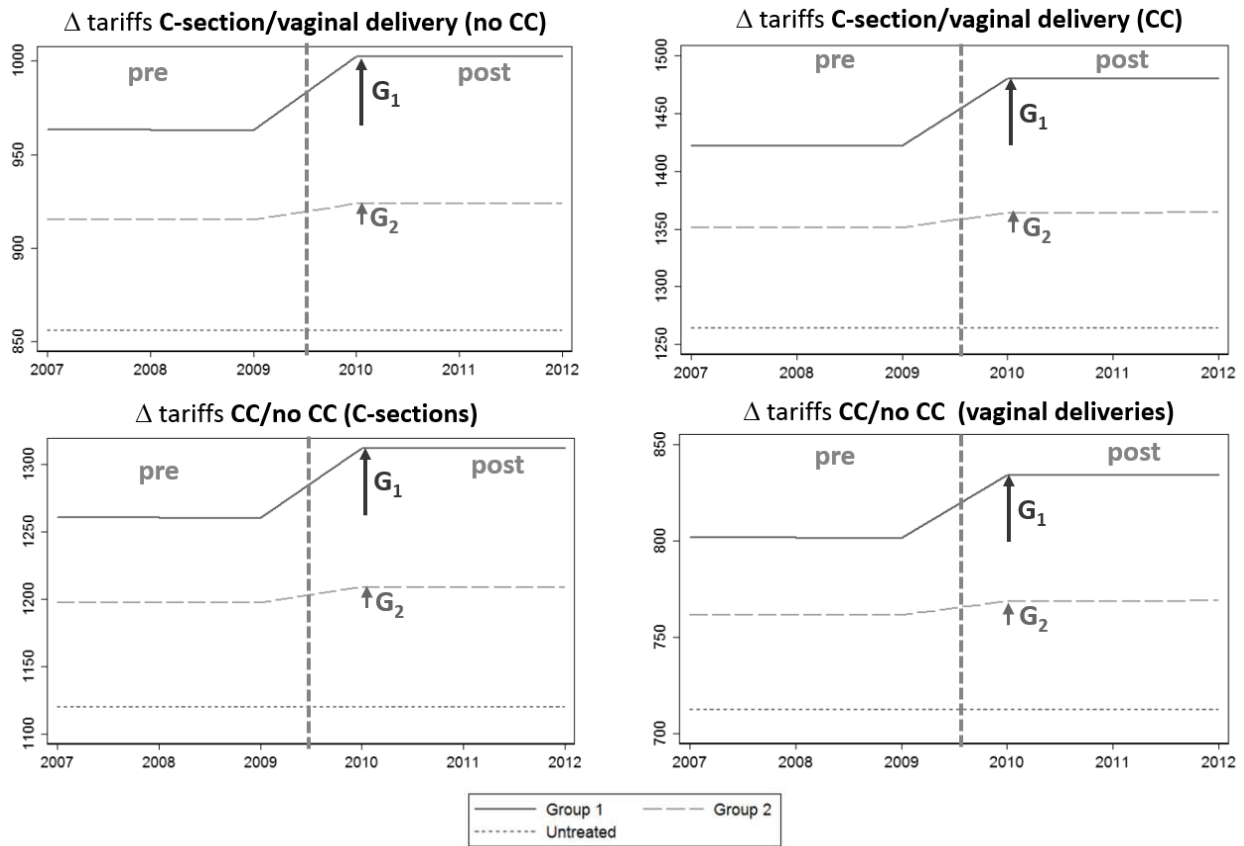 Δ tariffs C-section/vaginal delivery (no CC)
pre
post
G1
G2
1000
950
900
850
2007 2008 2009 2010 2011 2012
Δ tariffs C-section/vaginal delivery (CC)
pre
post
G1
G2
1500
1450
1400
1350
1300
1250
2007 2008 2009 2010 2011 2012
Δ tariffs CC/no CC (C-sections)
pre
post
G1
G2
1300
1250
1200
1150
1100
2007 2008 2009 2010 2011 2012
Δ tariffs CC/no CC (vaginal deliveries)
pre
post
G1
G2
850
800
750
700
2007 2008 2009 2010 2011 2012
Group 1 Group 2
Untreated